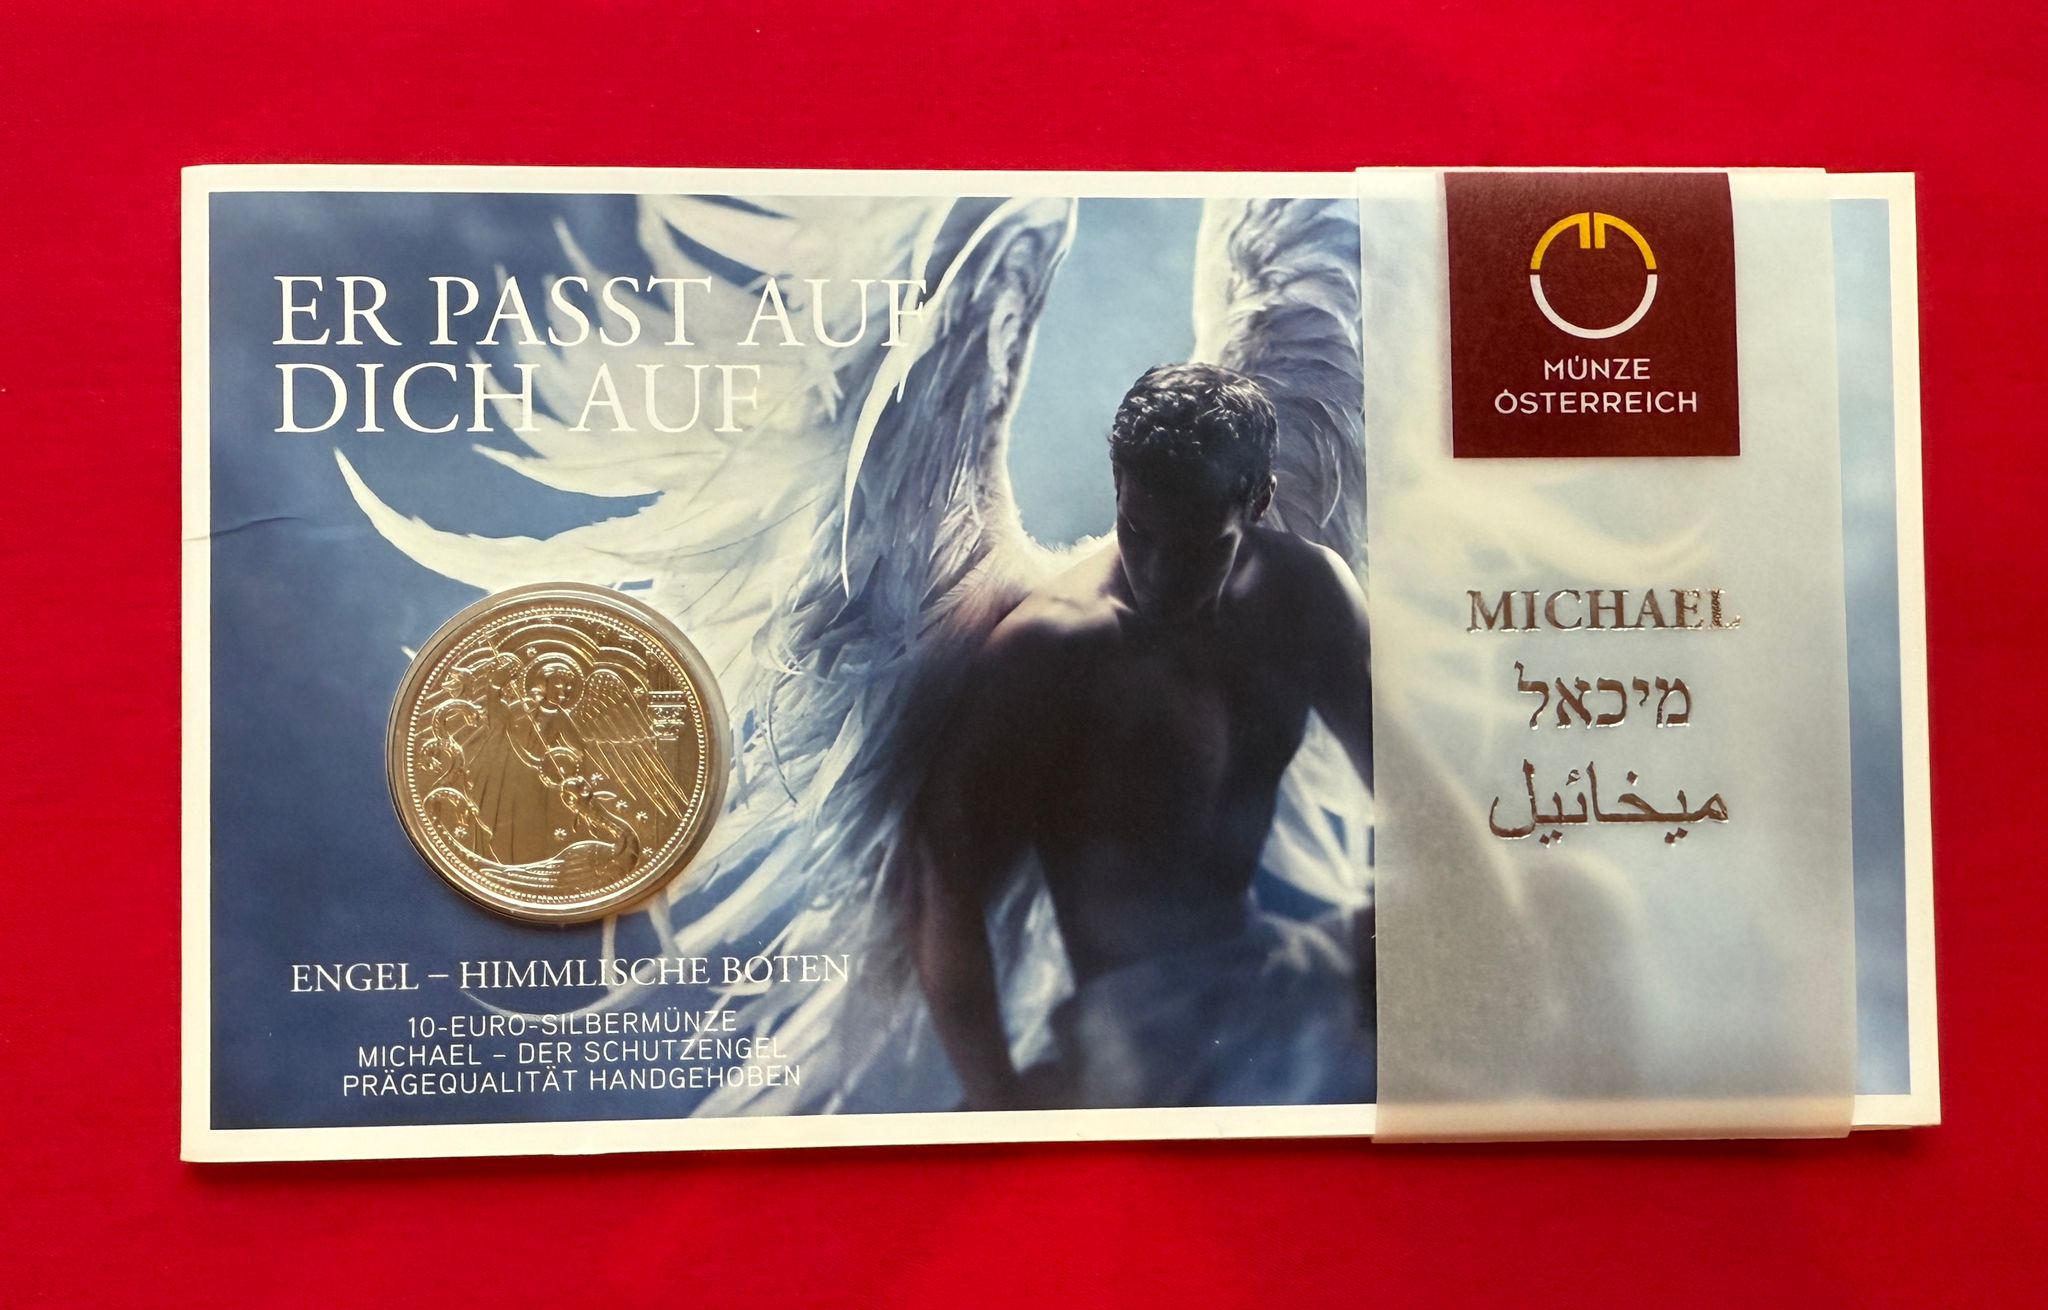 ER PASST AUF
DICH AUF
ENGEL – HIMMLISCHE BOTEN
10-EURO-SILBERMÜNZE
MICHAEL – DER SCHUTZENGEL
PRÄGEQUALITÄT HANDGEHOBEN
MÜNZE
ÖSTERREICH
MICHAEL
מיכאל
ميخائيل